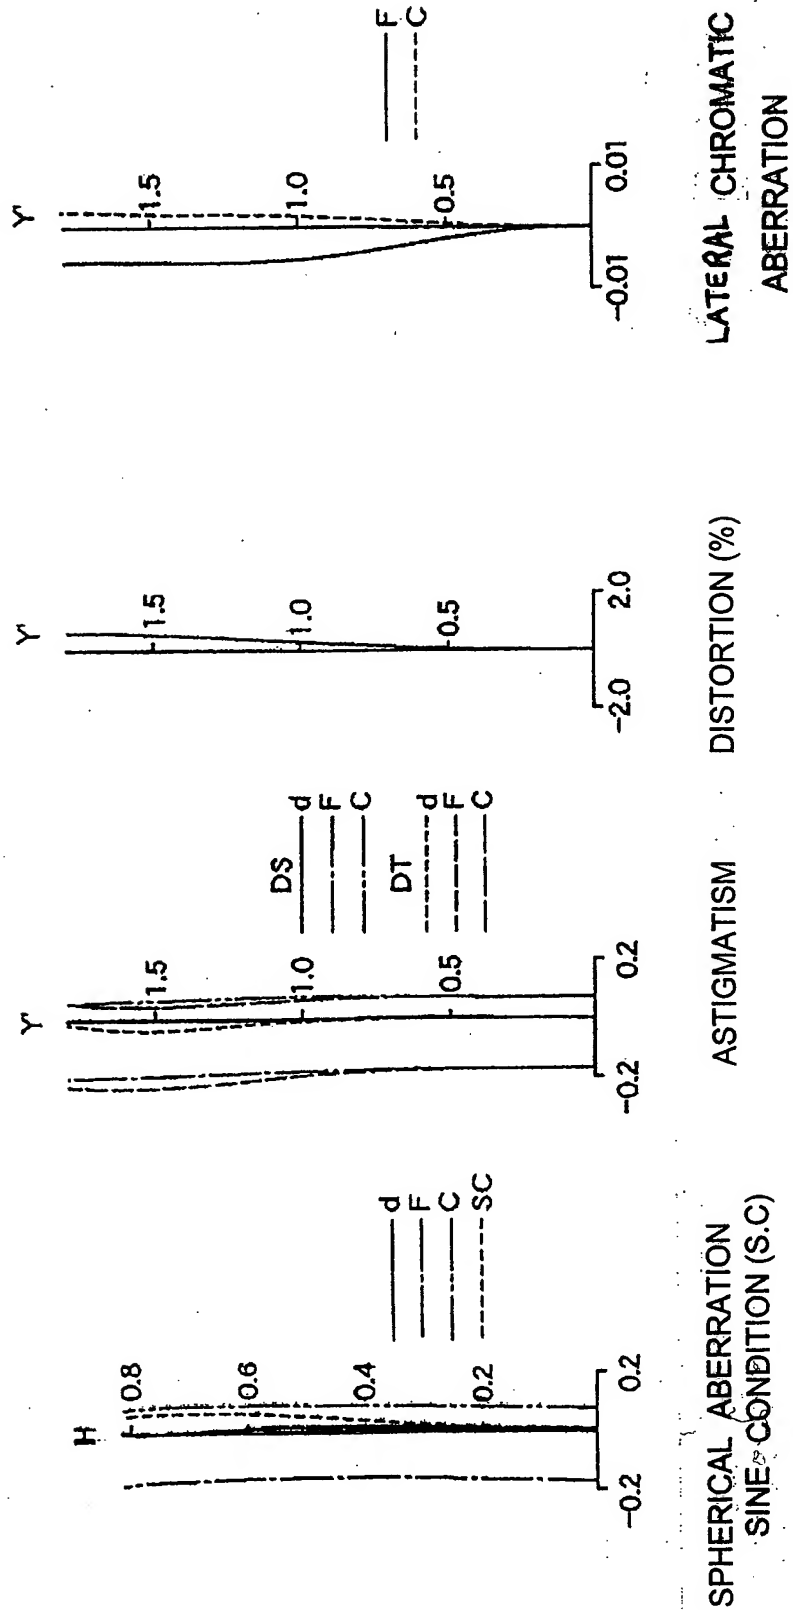 H
0.8
0.6
0.4
0.2
-0.2
0.2
d
F
C
SC
SPHERICAL ABERRATION
SINE CONDITION (S.C)
Y'
1.5
1.0
0.5
-0.2
0.2
DS
d
F
C
DT
d
F
C
ASTIGMATISM
Y'
1.5
1.0
0.5
-2.0
2.0
DISTORTION (%)
Y'
1.5
1.0
0.5
-0.01
0.01
F
C
LATERAL CHROMATIC
ABERRATION